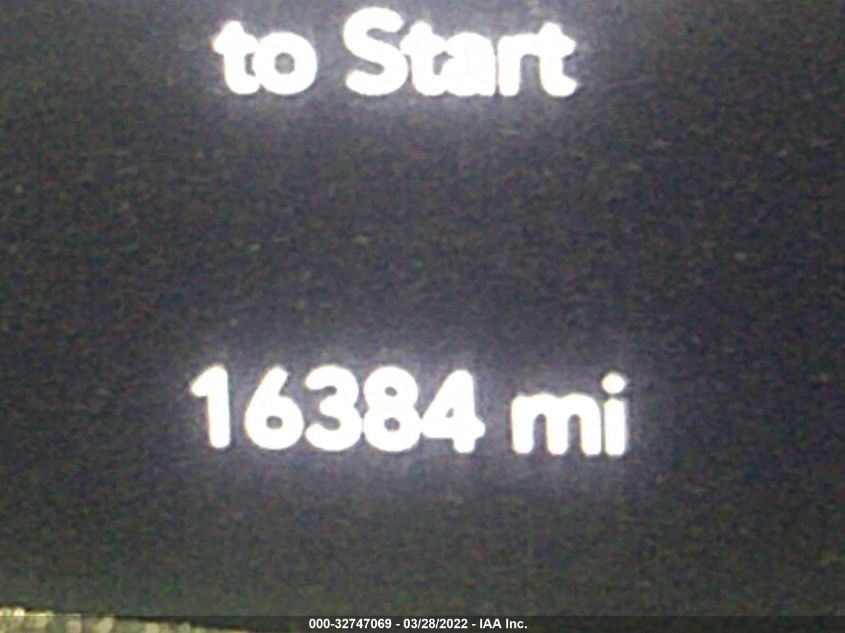 to Start
16384 mi
000-32747069 - 03/28/2022 - IAA Inc.